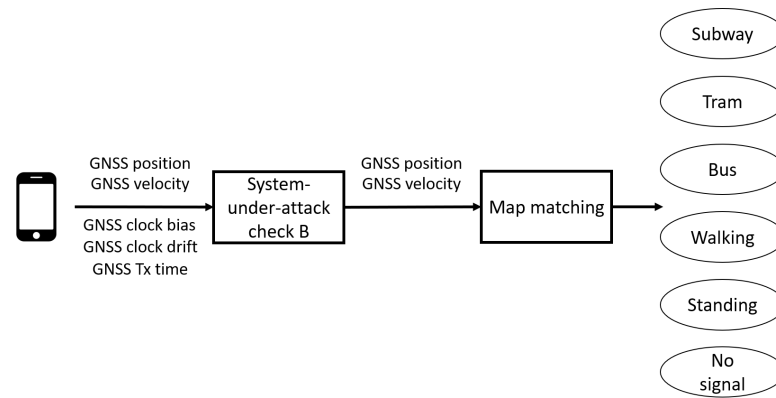 GNSS position
GNSS velocity
GNSS clock bias
GNSS clock drift
GNSS Tx time
System-
under-attack
check B
GNSS position
GNSS velocity
Map matching
Subway
Tram
Bus
Walking
Standing
No
signal